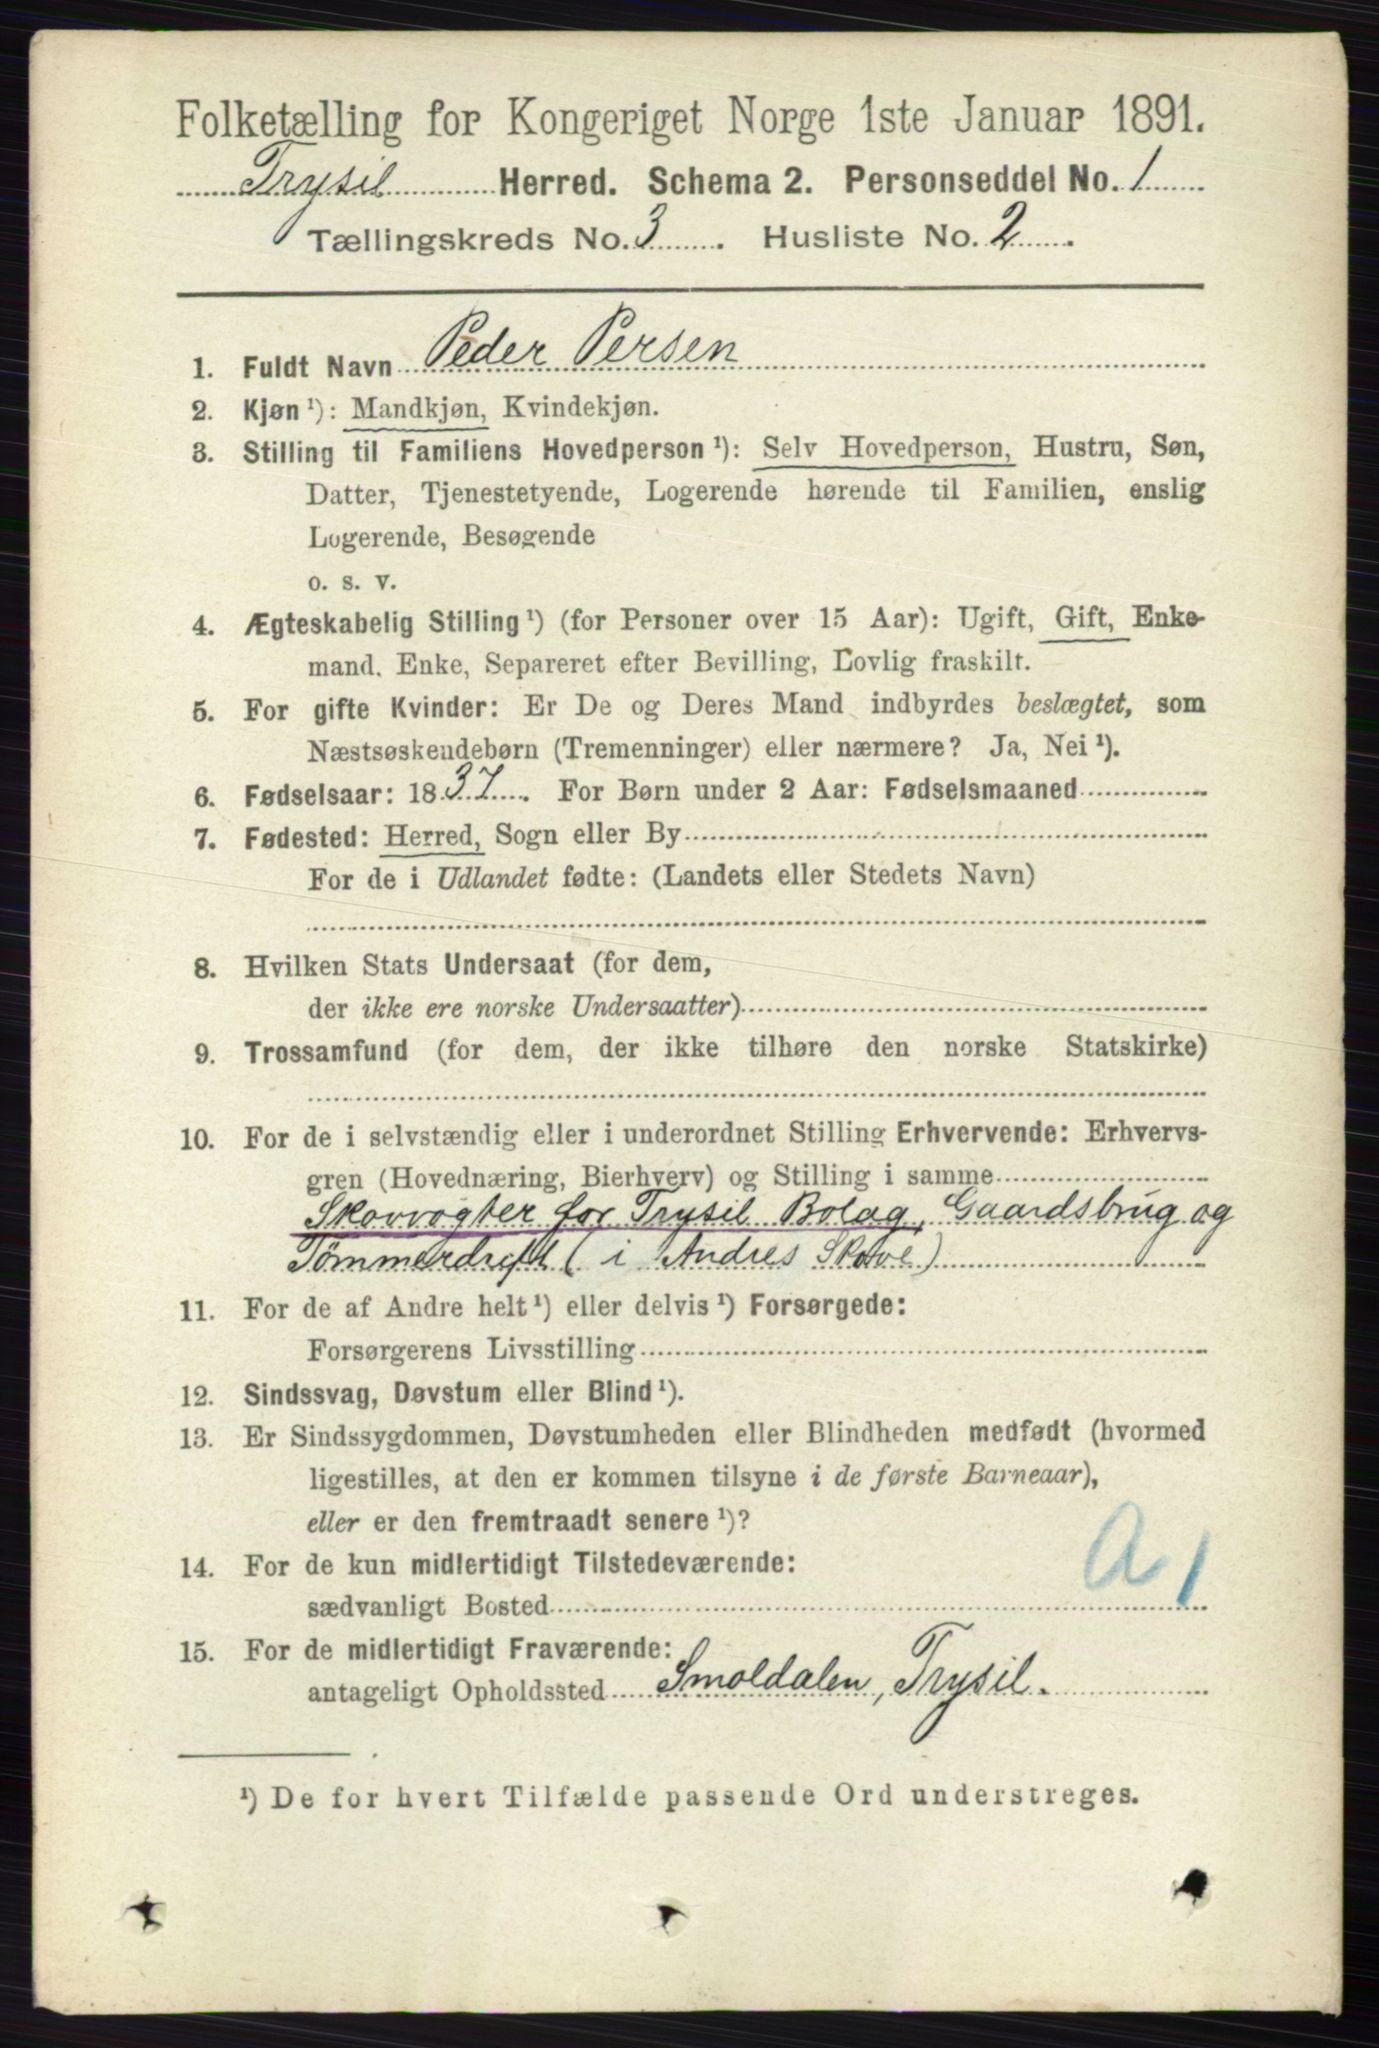 Folketælling for Kongeriget Norge 1ste Januar 1891.
Trysil Herred. Schema 2. Personseddel No. 1
Tællingskreds No. 3. Husliste No. 2.
1. Fuldt Navn Peder Persen
2. Kjøn ¹): Mandkjøn, Kvindekjøn.
3. Stilling til Familiens Hovedperson ¹): Selv Hovedperson, Hustru, Søn,
Datter, Tjenestetyende, Logerende hørende til Familien, enslig
Logerende, Besøgende
o. s. v.
4. Ægteskabelig Stilling ¹) (for Personer over 15 Aar): Ugift, Gift, Enke-
mand, Enke, Separeret efter Bevilling, Lovlig fraskilt.
5. For gifte Kvinder: Er De og Deres Mand indbyrdes beslægtet, som
Næstsøskendebørn (Tremenninger) eller nærmere? Ja, Nei ¹).
6. Fødselsaar: 1837. For Børn under 2 Aar: Fødselsmaaned
7. Fødested: Herred, Sogn eller By
For de i Udlandet fødte: (Landets eller Stedets Navn)
8. Hvilken Stats Undersaat (for dem,
der ikke ere norske Undersaatter)
9. Trossamfund (for dem, der ikke tilhøre den norske Statskirke)
10. For de i selvstændig eller i underordnet Stilling Erhvervende: Erhvervs-
gren (Hovednæring, Bierhverv) og Stilling i samme
Skovvogter for Trysil Bolag, Gaardsbrug og
Tømmerdrift (i Andres Skove)
11. For de af Andre helt ¹) eller delvis ¹) Forsørgede:
Forsørgerens Livsstilling
12. Sindssvag, Døvstum eller Blind ¹).
13. Er Sindssygdommen, Døvstumheden eller Blindheden medfødt (hvormed
ligestilles, at den er kommen tilsyne i de første Barneaar),
eller er den fremtraadt senere ¹)?
14. For de kun midlertidigt Tilstedeværende:
sædvanligt Bosted
a 1
15. For de midlertidigt Fraværende:
antageligt Opholdssted Smoldalen, Trysil.
¹) De for hvert Tilfælde passende Ord understreges.